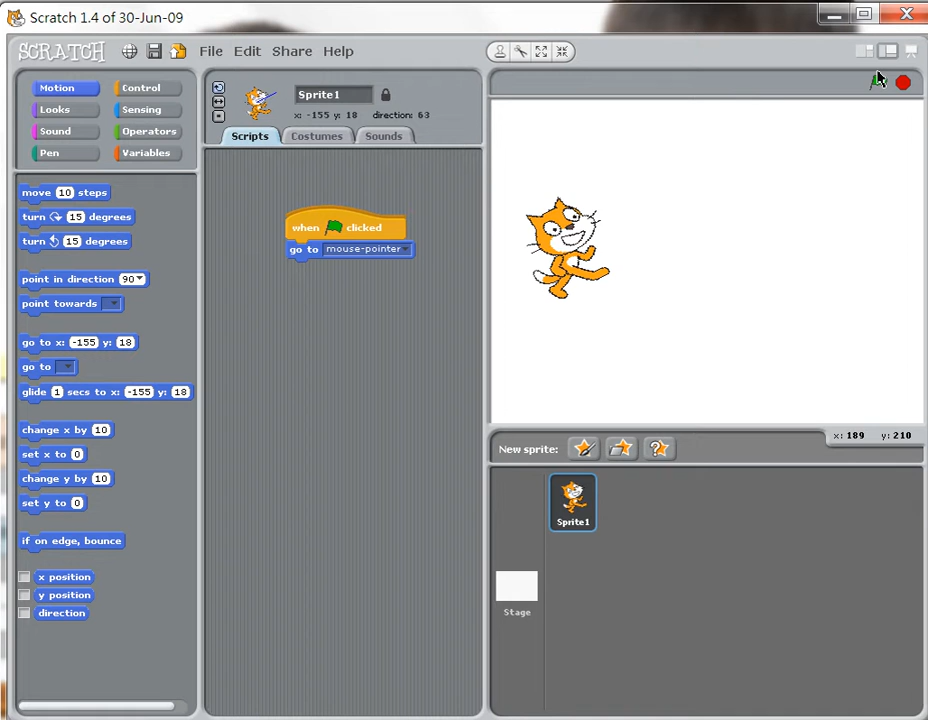 Scratch 1.4 of 30-Jun-09
SCRATCH File Edit Share Help
Motion Control
Looks Sensing
Sound Operators
Pen Variables
move 10 steps
turn 15 degrees
turn 15 degrees
point in direction 90
point towards
go to x: -155 y: 18
go to
glide 1 secs to x: -155 y: 18
change x by 10
set x to 0
change y by 10
set y to 0
if on edge, bounce
x position
y position
direction
Sprite1
x: -155 y: 18 direction: 63
Scripts Costumes Sounds
when clicked
go to mouse-pointer
x: 189 y: 210
New sprite:
Sprite1
Stage